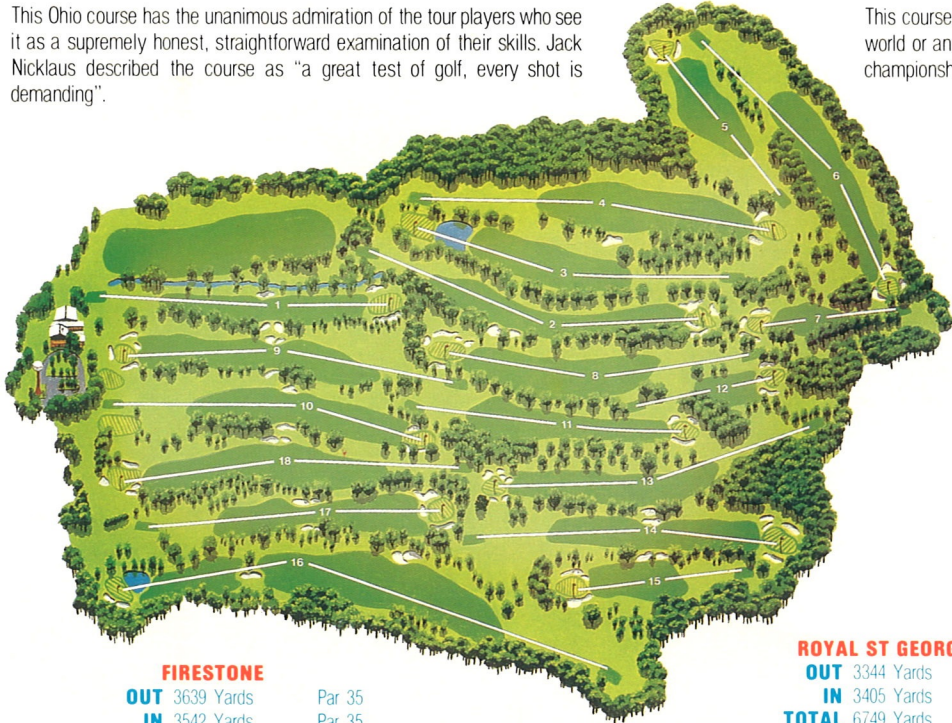 This Ohio course has the unanimous admiration of the tour players who see
it as a supremely honest, straightforward examination of their skills. Jack
Nicklaus described the course as “a great test of golf, every shot is
demanding”.
This course
world or an
championsh
5
6
4
3
1
2
7
9
8
12
10
11
18
13
17
14
16
15
FIRESTONE
OUT 3639 Yards Par 35
IN 3542 Yards Par 35
ROYAL ST GEORG
OUT 3344 Yards
IN 3405 Yards
TOTAL 6749 Yards